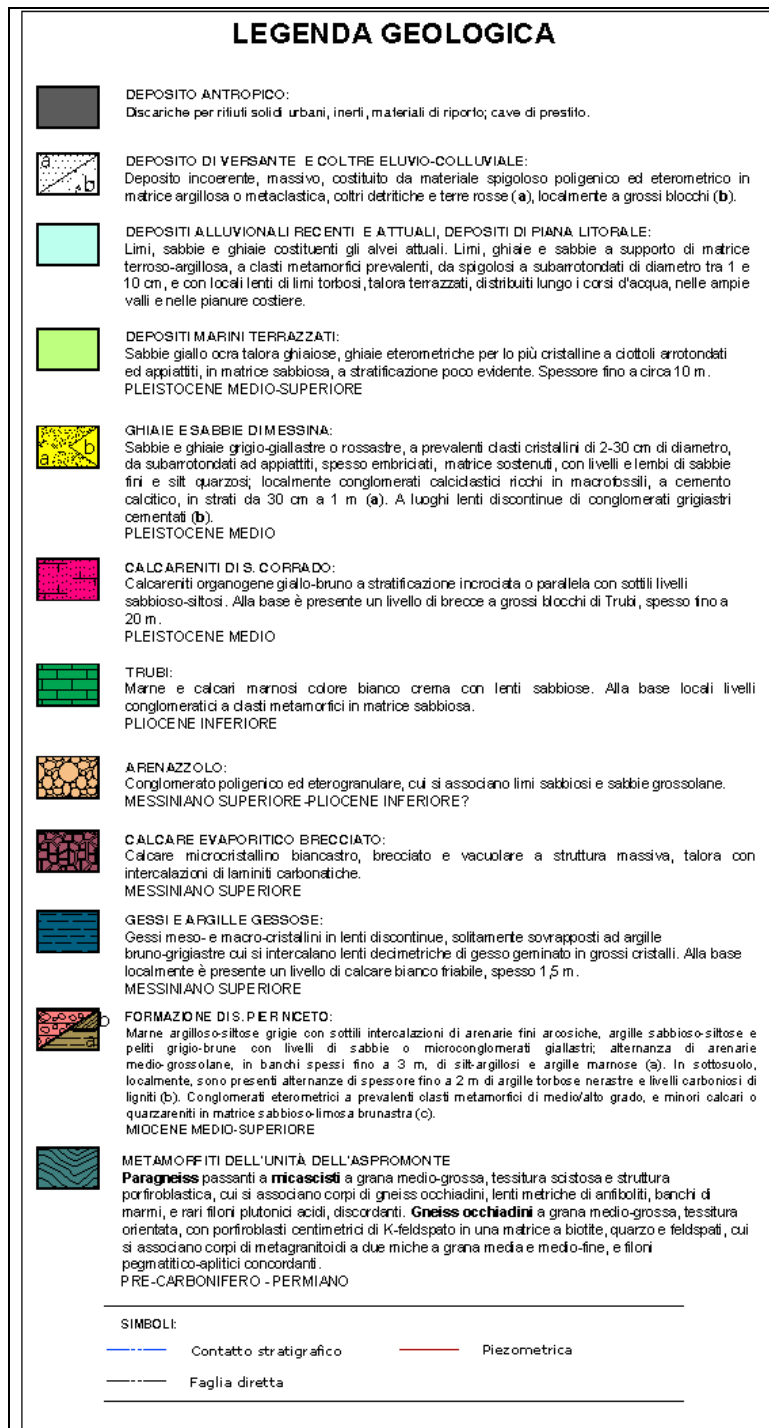 LEGENDA GEOLOGICA
DEPOSITO ANTROPICO:
Discariche per rifiuti solidi urbani, inerti, materiali di riporto; cave di prestito.
a
b
DEPOSITO DI VERSANTE E COLTRE ELUVIO-COLLUVIALE:
Deposito incoerente, massivo, costituito da materiale spigoloso poligenico ed eterometrico in
matrice argillosa o metaclastica, coltri detritiche e terre rosse (a), localmente a grossi blocchi (b).
DEPOSITI ALLUVIONALI RECENTI E ATTUALI, DEPOSITI DI PIANA LITORALE:
Limi, sabbie e ghiaie costituenti gli alvei attuali. Limi, ghiaie e sabbie a supporto di matrice
terroso-argillosa, a clasti metamorfici prevalenti, da spigolosi a subarrotondati di diametro tra 1 e
10 cm, e con locali lenti di limi torbosi, talora terrazzati, distribuiti lungo i corsi d'acqua, nelle ampie
valli e nelle pianure costiere.
DEPOSITI MARINI TERRAZZATI:
Sabbie giallo ocra talora ghiaiose, ghiaie eterometriche per lo più cristalline a ciottoli arrotondati
ed appiattiti, in matrice sabbiosa, a stratificazione poco evidente. Spessore fino a circa 10 m.
PLEISTOCENE MEDIO-SUPERIORE
a
b
GHIAIE E SABBIE DI MESSINA:
Sabbie e ghiaie grigio-giallastre o rossastre, a prevalenti clasti cristallini di 2-30 cm di diametro,
da subarrotondati ad appiattiti, spesso embriciati, matrice sostenuti, con livelli e lembi di sabbie
fini e silt quarzosi; localmente conglomerati calciclastici ricchi in macrofossili, a cemento
calcitico, in strati da 30 cm a 1 m (a). A luoghi lenti discontinue di conglomerati grigiastri
cementati (b).
PLEISTOCENE MEDIO
CALCARENITI DI S. CORRADO:
Calcareniti organogene giallo-bruno a stratificazione incrociata o parallela con sottili livelli
sabbioso-siltosi. Alla base è presente un livello di brecce a grossi blocchi di Trubi, spesso fino a
20 m.
PLEISTOCENE MEDIO
TRUBI:
Marne e calcari marnosi colore bianco crema con lenti sabbiose. Alla base locali livelli
conglomeratici a clasti metamorfici in matrice sabbiosa.
PLIOCENE INFERIORE
ARENAZZOLO:
Conglomerato poligenico ed eterogranulare, cui si associano limi sabbiosi e sabbie grossolane.
MESSINIANO SUPERIORE-PLIOCENE INFERIORE?
CALCARE EVAPORITICO BRECCIATO:
Calcare microcristallino biancastro, brecciato e vacuolare a struttura massiva, talora con
intercalazioni di laminiti carbonatiche.
MESSINIANO SUPERIORE
GESSI E ARGILLE GESSOSE:
Gessi meso- e macro-cristallini in lenti discontinue, solitamente sovrapposti ad argille
bruno-grigiastre cui si intercalano lenti decimetriche di gesso geminato in grossi cristalli. Alla base
localmente è presente un livello di calcare bianco friabile, spesso 1,5 m.
MESSINIANO SUPERIORE
b
a
FORMAZIONE DI S. PIER NICETO:
Marne argilloso-siltose grigie con sottili intercalazioni di arenarie fini arcosiche, argille sabbioso-siltose e
peliti grigio-brune con livelli di sabbie o microconglomerati giallastri; alternanza di arenarie
medio-grossolane, in banchi spessi fino a 3 m, di silt-argillosi e argille marnose (a). In sottosuolo,
localmente, sono presenti alternanze di spessore fino a 2 m di argille torbose nerastre e livelli carboniosi di
ligniti (b). Conglomerati eterometrici a prevalenti clasti metamorfici di medio/alto grado, e minori calcari o
quarzareniti in matrice sabbioso-limosa brunastra (c).
MIOCENE MEDIO-SUPERIORE
METAMORFITI DELL'UNITÀ DELL'ASPROMONTE
Paragneiss passanti a micascisti a grana medio-grossa, tessitura scistosa e struttura
porfiroblastica, cui si associano corpi di gneiss occhiadini, lenti metriche di anfiboliti, banchi di
marmi, e rari filoni plutonici acidi, discordanti. Gneiss occhiadini a grana medio-grossa, tessitura
orientata, con porfiroblasti centimetrici di K-feldspato in una matrice a biotite, quarzo e feldspati, cui
si associano corpi di metagranitoidi a due miche a grana media e medio-fine, e filoni
pegmatitico-aplitici concordanti.
PRE-CARBONIFERO - PERMIANO
SIMBOLI:
Contatto stratigrafico
Piezometrica
Faglia diretta